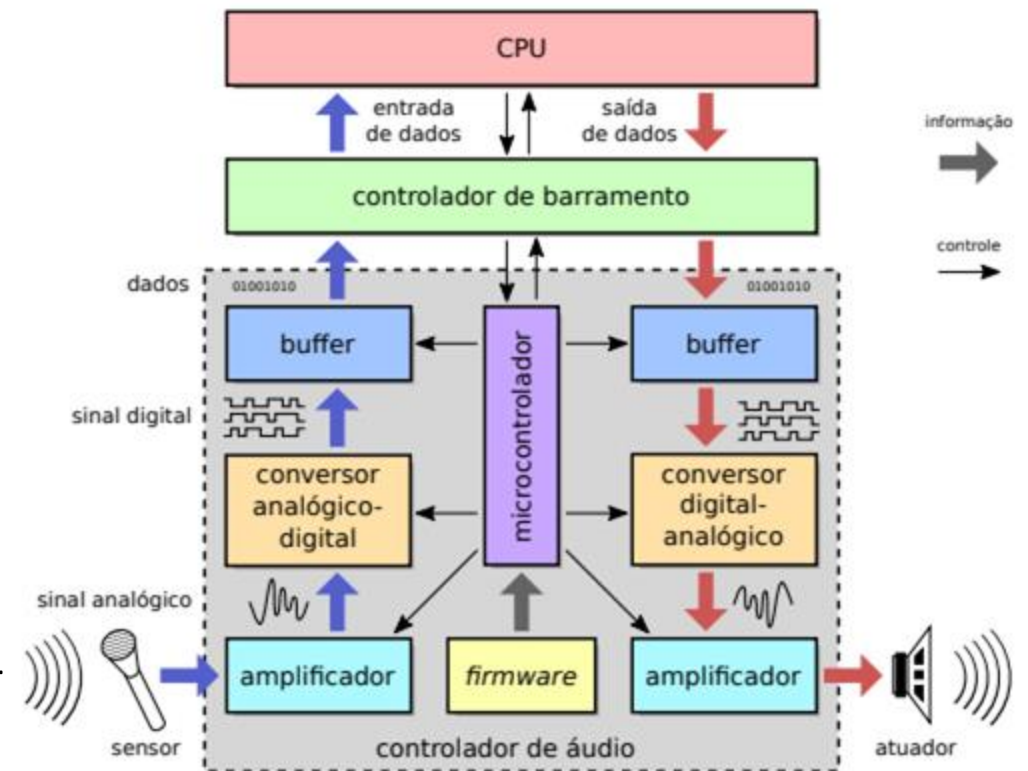 CPU
entrada
de dados
saída
de dados
informação
controlador de barramento
controle
dados
01001010
01001010
buffer
microcontrolador
buffer
sinal digital
conversor
analógico-
digital
conversor
digital-
analógico
sinal analógico
amplificador
firmware
amplificador
sensor
controlador de áudio
atuador